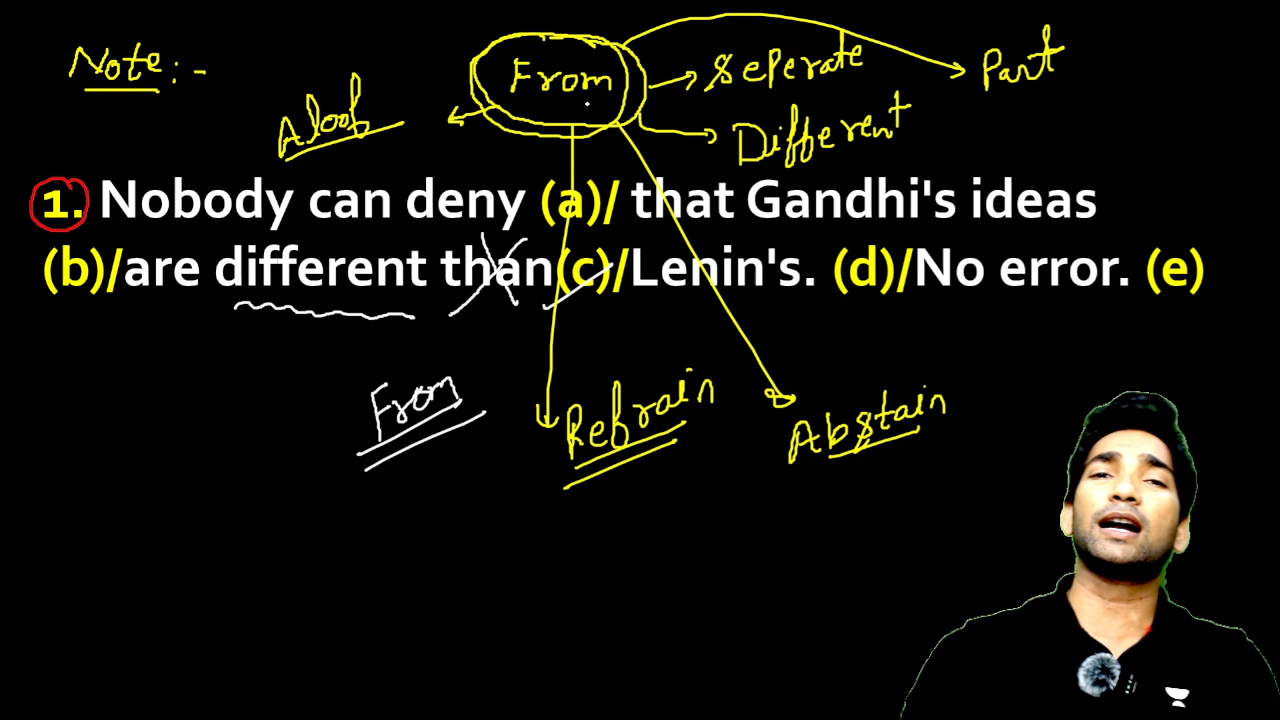 Note:-
From
Part
Seperate
Aloof
Different
1. Nobody can deny (a)/ that Gandhi's ideas
(b)/are different than(c)/Lenin's. (d)/No error. (e)
From
Refrain
Abstain